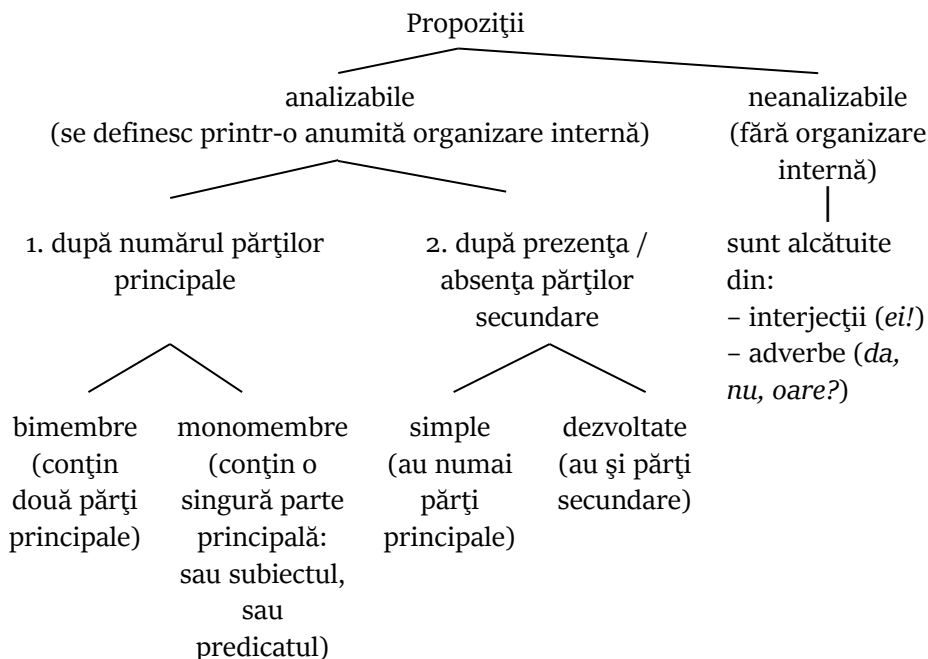 Propoziţii
analizabile
(se definesc printr-o anumită organizare internă)
neanalizabile
(fără organizare
internă)
1. după numărul părţilor
principale
2. după prezenţa /
absenţa părţilor
secundare
sunt alcătuite
din:
– interjecţii (ei!)
– adverbe (da,
nu, oare?)
bimembre
(conţin
două părţi
principale)
monomembre
(conţin o
singură parte
principală:
sau subiectul,
sau
predicatul)
simple
(au numai
părţi
principale)
dezvoltate
(au şi părţi
secundare)